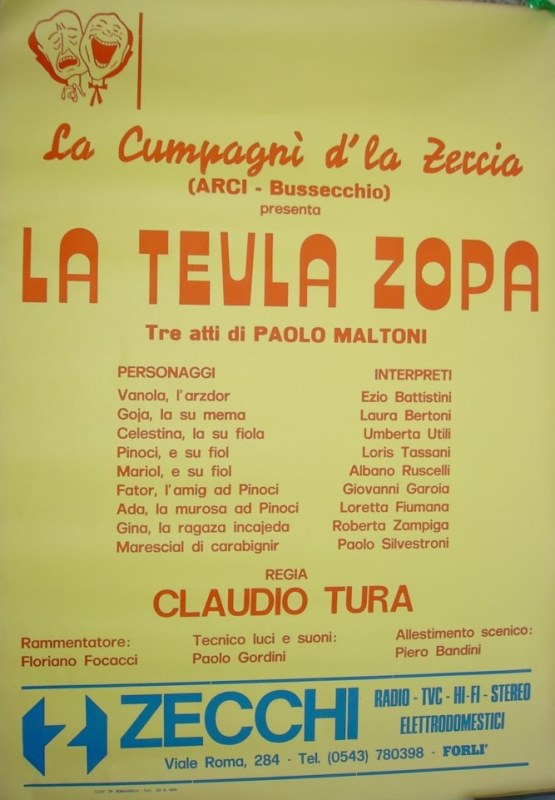 La Cumpagnì d'la Zercia
(ARCI - Bussecchio)
presenta
LA TEVLA ZOPA
Tre atti di PAOLO MALTONI
PERSONAGGI INTERPRETI
Vanola, l'arzdor Ezio Battistini
Goja, la su mema Laura Bertoni
Celestina, la su fiola Umberta Utili
Pinoci, e su fiol Loris Tassani
Mariol, e su fiol Albano Ruscelli
Fator, l'amig ad Pinoci Giovanni Garoia
Ada, la murosa ad Pinoci Loretta Fiumana
Gina, la ragaza incajeda Roberta Zampiga
Marescial di carabignir Paolo Silvestroni
REGIA
CLAUDIO TURA
Rammentatore: Tecnico luci e suoni: Allestimento scenico:
Floriano Focacci Paolo Gordini Piero Bandini
ZECCHI RADIO - TVC - HI-FI - STEREO
ELETTRODOMESTICI
Viale Roma, 284 - Tel. (0543) 780398 - FORLI'